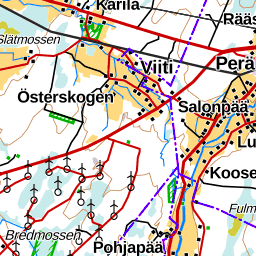 Karila
Rääs
Slätmossen
Viiti
Perä
Österskogen
Salonpää
Lu
Koose
Fulm
Bredmossen
Pohjapää